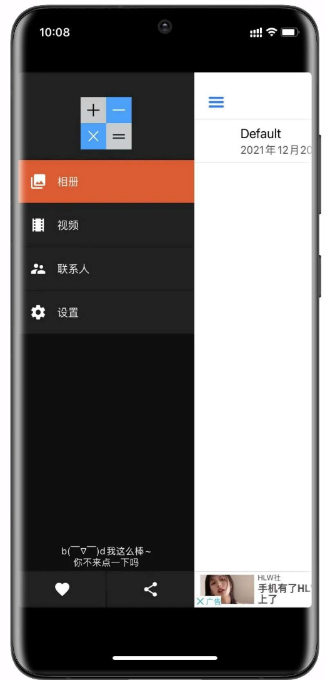 10:08
Default
2021年12月20
相册
视频
联系人
设置
b(￣▽￣)d我这么棒~
你不来点一下吗
HLW社
手机有了HL
上了
广告